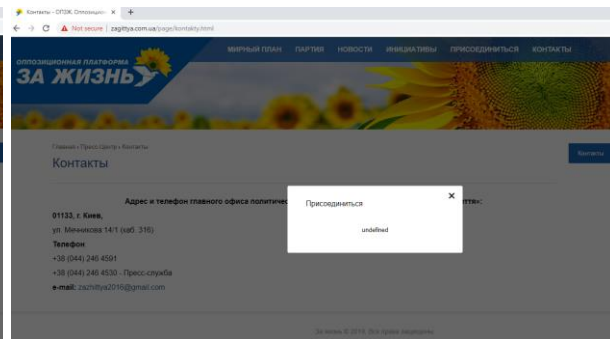 Контакты - ОПЗЖ, Оппозицион
Not secure | zagittya.com.ua/page/kontakty.html
МИРНЫЙ ПЛАН ПАРТИЯ НОВОСТИ ИНИЦИАТИВЫ ПРИСОЕДИНИТЬСЯ КОНТАКТЫ
ОППОЗИЦИОННАЯ ПЛАТФОРМА
ЗА ЖИЗНЬ
Главная › Пресс-Центр › Контакты
Контакты
Контакты
Адрес и телефон главного офиса политичес
ття»:
Присоединиться
undefined
01133, г. Киев,
ул. Мечникова 14/1 (каб. 316)
Телефон
+38 (044) 246 4591
+38 (044) 246 4530 - Пресс-служба
e-mail: zazhittya2016@gmail.com
За жизнь © 2016. Все права защищены